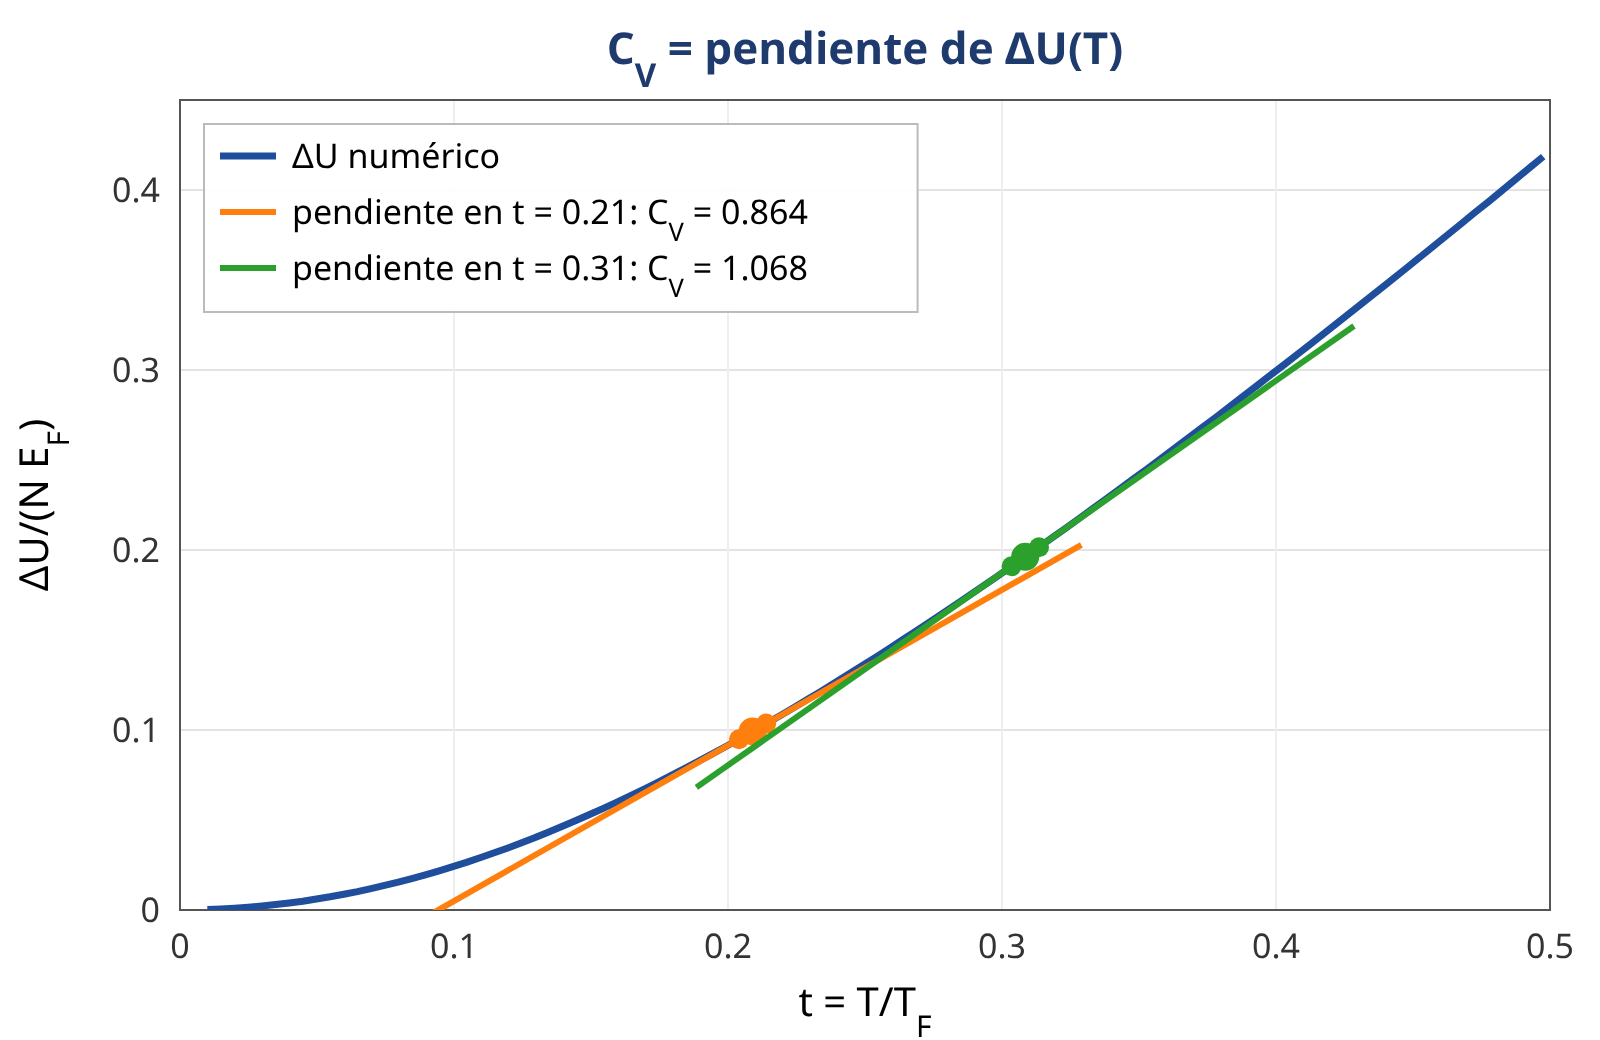 C_V = pendiente de ΔU(T)
ΔU numérico
pendiente en t = 0.21: C_V = 0.864
pendiente en t = 0.31: C_V = 1.068
0.4
0.3
0.2
0.1
0
ΔU/(N E_F)
0 0.1 0.2 0.3 0.4 0.5
t = T/T_F